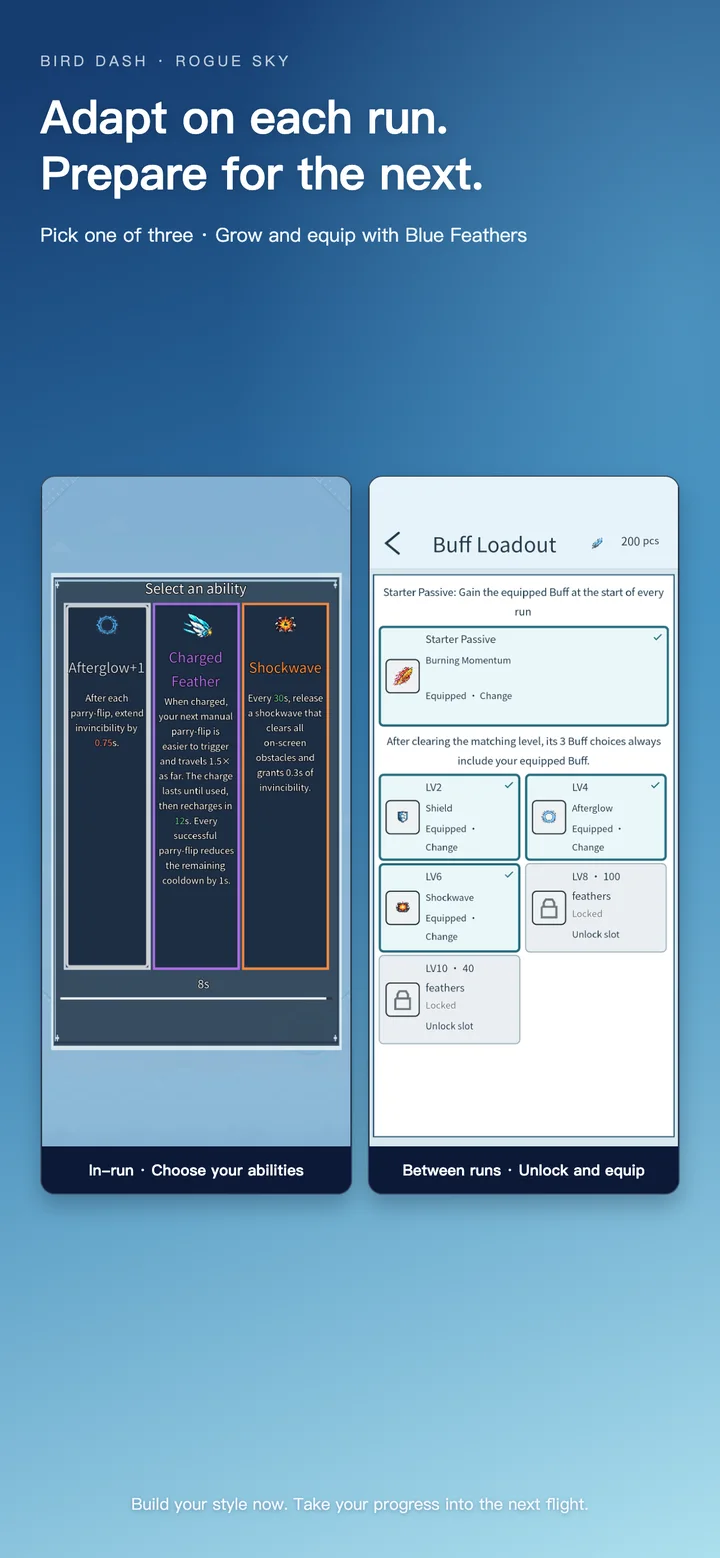 BIRD DASH · ROGUE SKY
Adapt on each run.
Prepare for the next.
Pick one of three · Grow and equip with Blue Feathers
Select an ability
Afterglow+1
After each
parry-flip, extend
invincibility by
0.75s.
Charged
Feather
When charged,
your next manual
parry-flip is
easier to trigger
and travels 1.5×
as far. The charge
lasts until used,
then recharges in
12s. Every
successful
parry-flip reduces
the remaining
cooldown by 1s.
Shockwave
Every 30s, release
a shockwave that
clears all
on-screen
obstacles and
grants 0.3s of
invincibility.
8s
In-run · Choose your abilities
Buff Loadout
200 pcs
Starter Passive: Gain the equipped Buff at the start of every
run
Starter Passive
Burning Momentum
Equipped · Change
After clearing the matching level, its 3 Buff choices always
include your equipped Buff.
LV2
Shield
Equipped ·
Change
LV4
Afterglow
Equipped ·
Change
LV6
Shockwave
Equipped ·
Change
LV8 · 100
feathers
Locked
Unlock slot
LV10 · 40
feathers
Locked
Unlock slot
Between runs · Unlock and equip
Build your style now. Take your progress into the next flight.